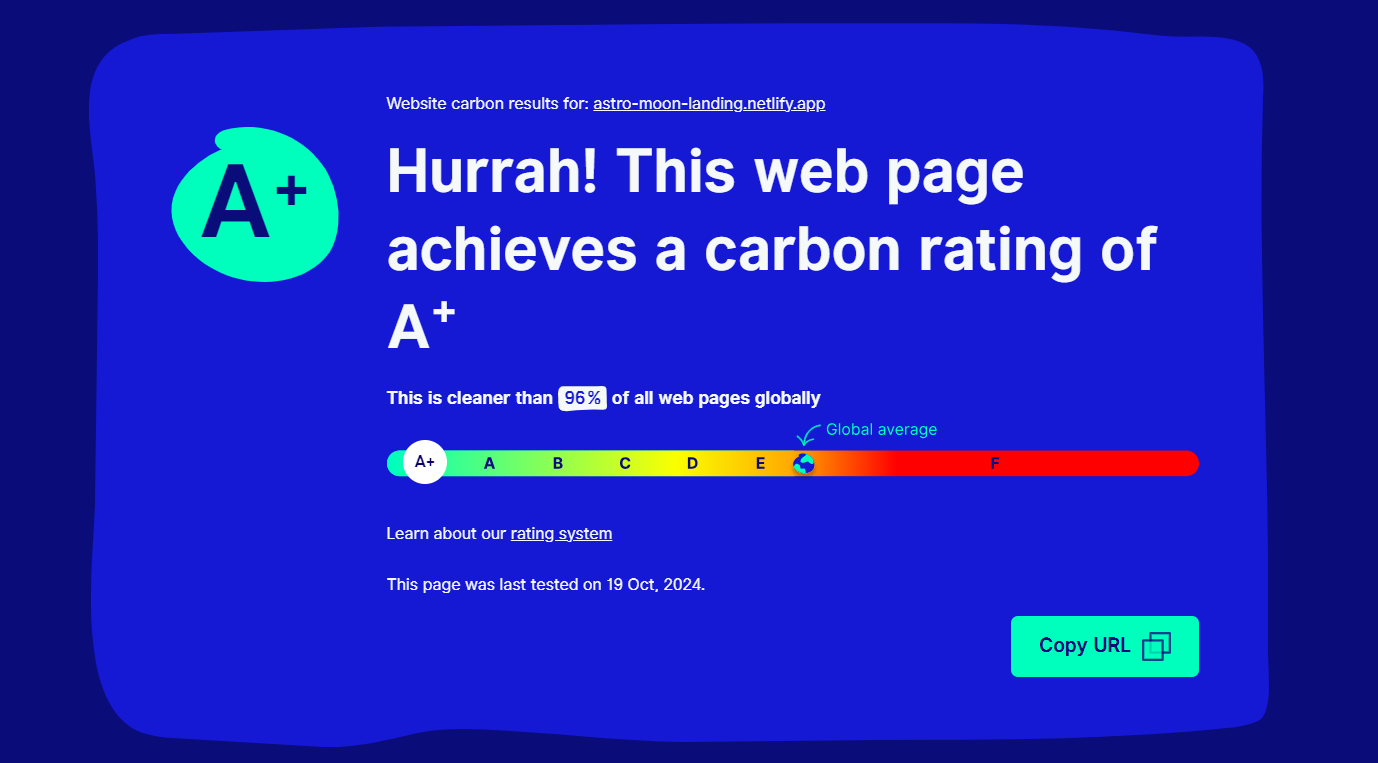 A+
Website carbon results for: astro-moon-landing.netlify.app
Hurrah! This web page
achieves a carbon rating of
A+
This is cleaner than 96% of all web pages globally
Global average
A+ A B C D E F
Learn about our rating system
This page was last tested on 19 Oct, 2024.
Copy URL